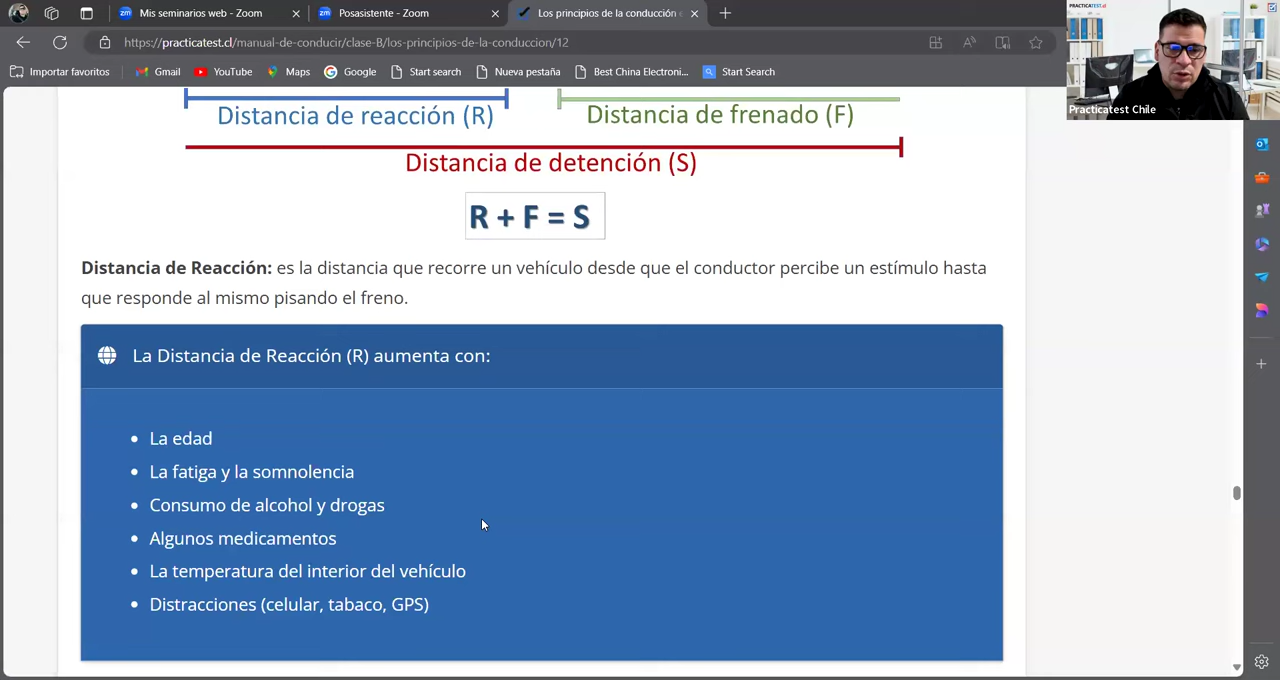 Mis seminarios web - Zoom
Posasistente - Zoom
Los principios de la conducción
https://practicatest.cl/manual-de-conducir/clase-B/los-principios-de-la-conduccion/12
Importar favoritos
Gmail
YouTube
Maps
Google
Start search
Nueva pestaña
Best China Electroni...
Start Search
PRACTICATEST.cl
Practicatest Chile
Distancia de reacción (R)
Distancia de frenado (F)
Distancia de detención (S)
R + F = S
Distancia de Reacción: es la distancia que recorre un vehículo desde que el conductor percibe un estímulo hasta
que responde al mismo pisando el freno.
La Distancia de Reacción (R) aumenta con:
• La edad
• La fatiga y la somnolencia
• Consumo de alcohol y drogas
• Algunos medicamentos
• La temperatura del interior del vehículo
• Distracciones (celular, tabaco, GPS)